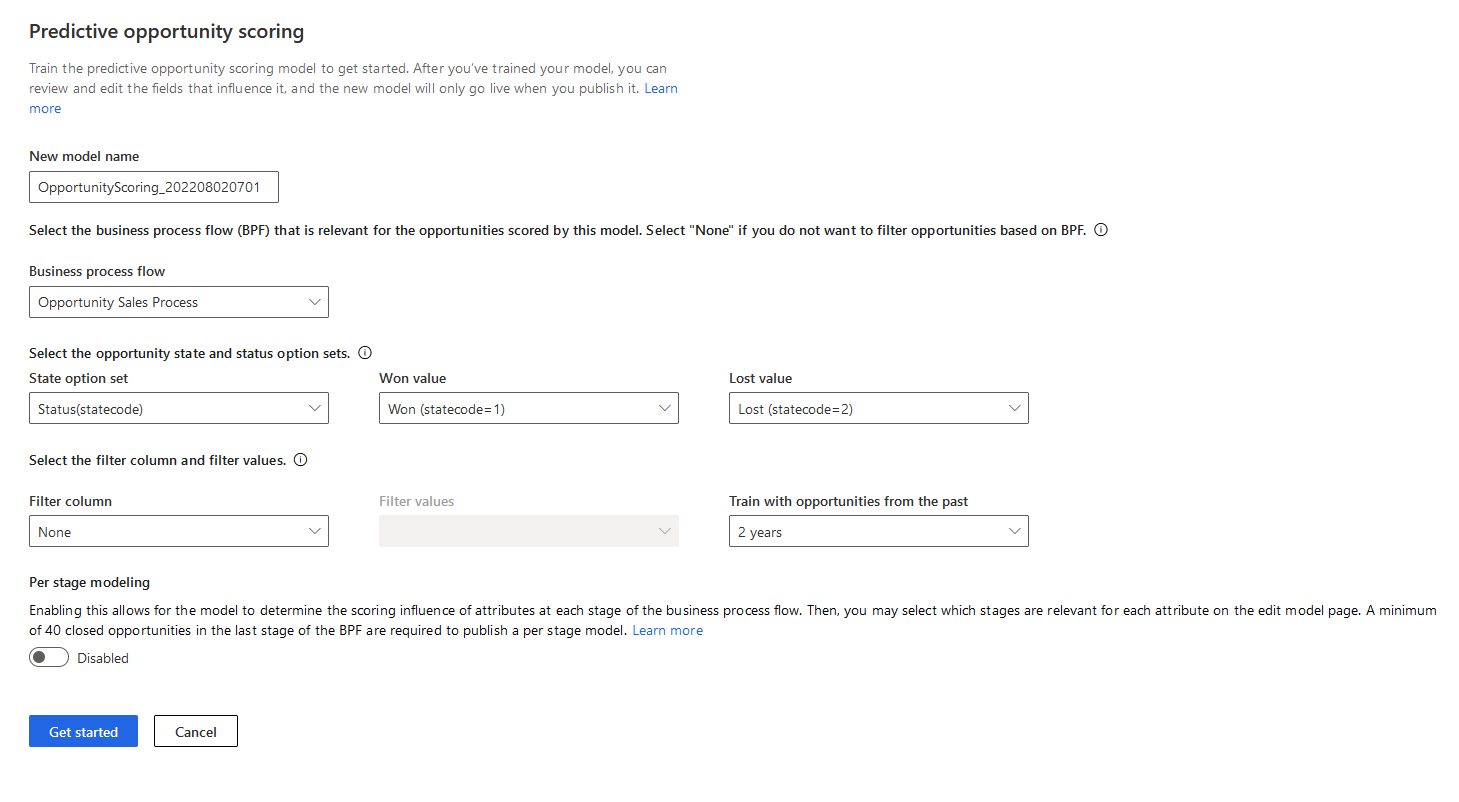 Predictive opportunity scoring
Train the predictive opportunity scoring model to get started. After you've trained your model, you can
review and edit the fields that influence it, and the new model will only go live when you publish it. Learn
more
New model name
OpportunityScoring_202208020701
Select the business process flow (BPF) that is relevant for the opportunities scored by this model. Select "None" if you do not want to filter opportunities based on BPF.
Business process flow
Opportunity Sales Process
Select the opportunity state and status option sets.
State option set Won value Lost value
Status(statecode) Won (statecode=1) Lost (statecode=2)
Select the filter column and filter values.
Filter column Filter values Train with opportunities from the past
None 2 years
Per stage modeling
Enabling this allows for the model to determine the scoring influence of attributes at each stage of the business process flow. Then, you may select which stages are relevant for each attribute on the edit model page. A minimum
of 40 closed opportunities in the last stage of the BPF are required to publish a per stage model. Learn more
Disabled
Get started Cancel